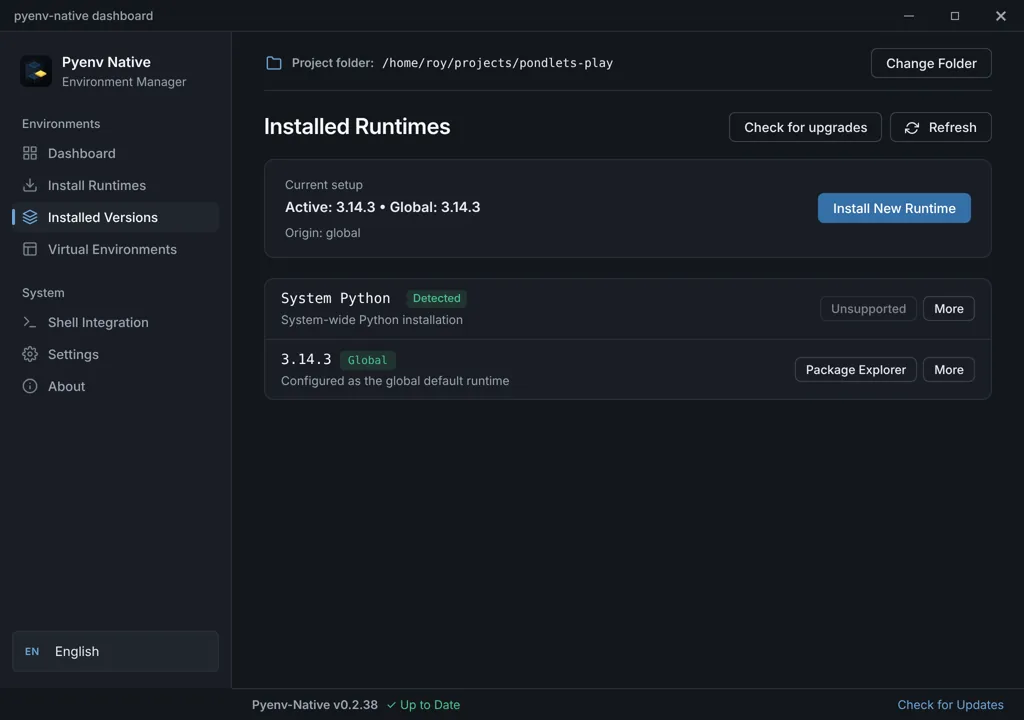 pyenv-native dashboard
Pyenv Native
Environment Manager
Environments
Dashboard
Install Runtimes
Installed Versions
Virtual Environments
System
Shell Integration
Settings
About
EN English
Project folder: /home/roy/projects/pondlets-play
Change Folder
Installed Runtimes
Check for upgrades
Refresh
Current setup
Active: 3.14.3 • Global: 3.14.3
Origin: global
Install New Runtime
System Python Detected
System-wide Python installation
Unsupported
More
3.14.3 Global
Configured as the global default runtime
Package Explorer
More
Pyenv-Native v0.2.38 ✓ Up to Date
Check for Updates